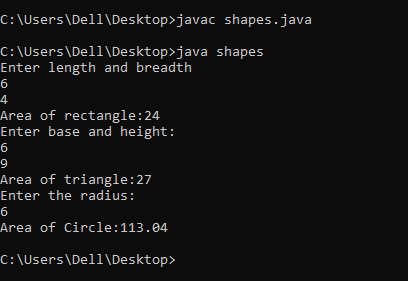 C:\Users\Dell\Desktop>javac shapes.java
C:\Users\Dell\Desktop>java shapes
Enter length and breadth
6
4
Area of rectangle:24
Enter base and height:
6
9
Area of triangle:27
Enter the radius:
6
Area of Circle:113.04
C:\Users\Dell\Desktop>